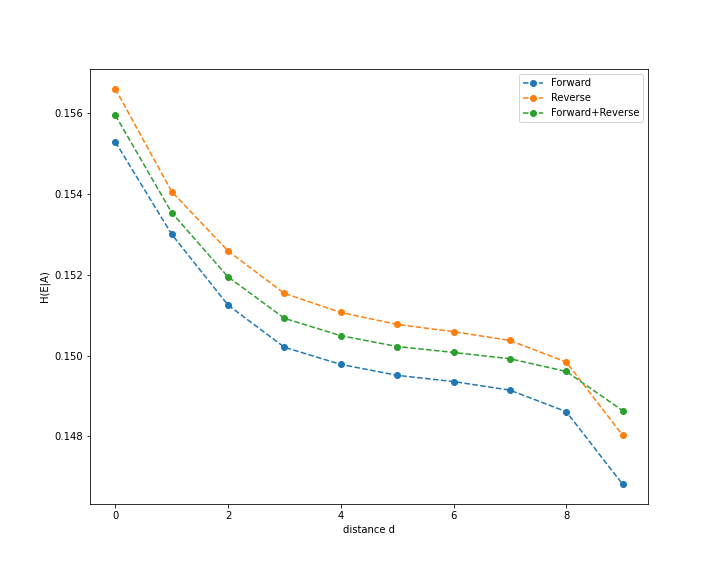 Forward
Reverse
Forward+Reverse
0.156
0.154
0.152
0.150
0.148
H(E|A)
0 2 4 6 8
distance d